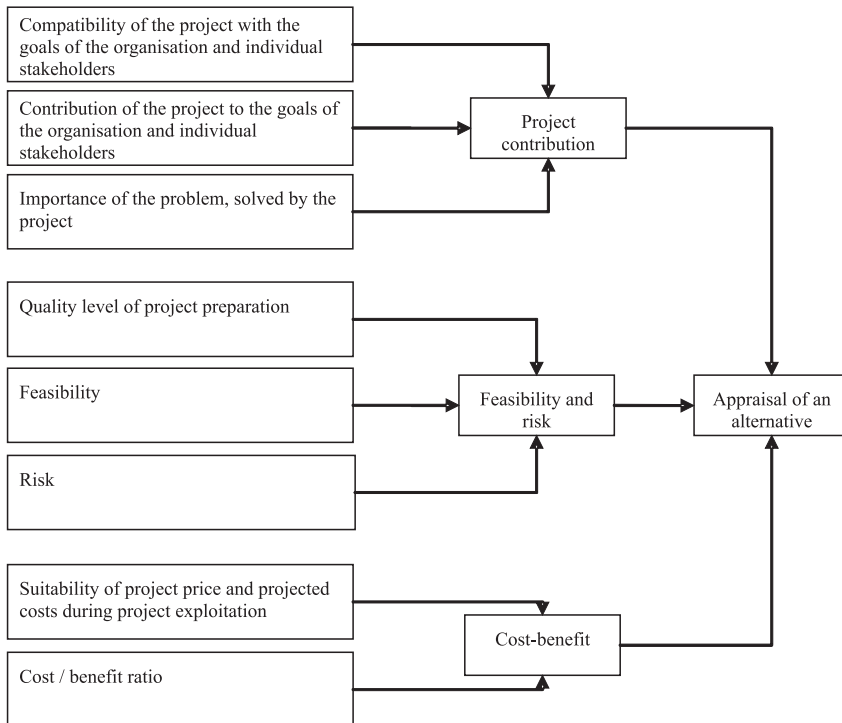 Compatibility of the project with the
goals of the organisation and individual
stakeholders
Contribution of the project to the goals of
the organisation and individual
stakeholders
Importance of the problem, solved by the
project
Project
contribution
Quality level of project preparation
Feasibility
Risk
Feasibility and
risk
Appraisal of an
alternative
Suitability of project price and projected
costs during project exploitation
Cost / benefit ratio
Cost-benefit